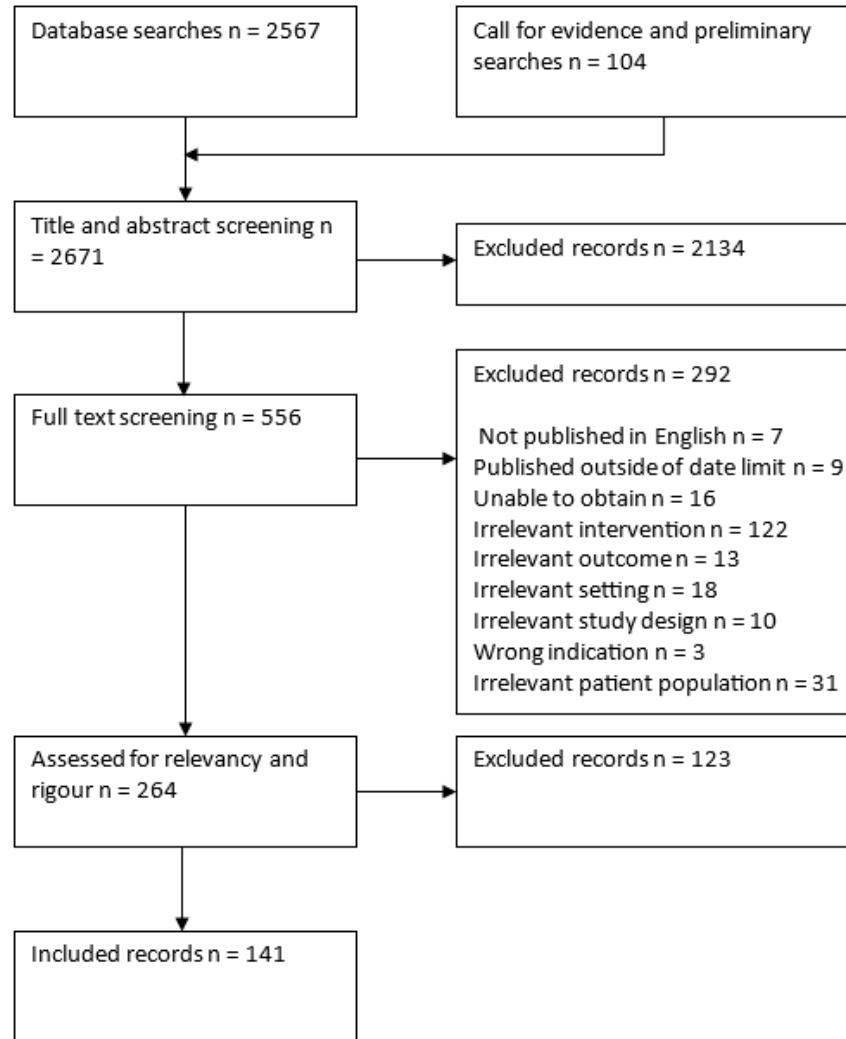 Database searches n = 2567
Call for evidence and preliminary
searches n = 104
Title and abstract screening n
= 2671
Excluded records n = 2134
Full text screening n = 556
Excluded records n = 292
Not published in English n = 7
Published outside of date limit n = 9
Unable to obtain n = 16
Irrelevant intervention n = 122
Irrelevant outcome n = 13
Irrelevant setting n = 18
Irrelevant study design n = 10
Wrong indication n = 3
Irrelevant patient population n = 31
Assessed for relevancy and
rigour n = 264
Excluded records n = 123
Included records n = 141